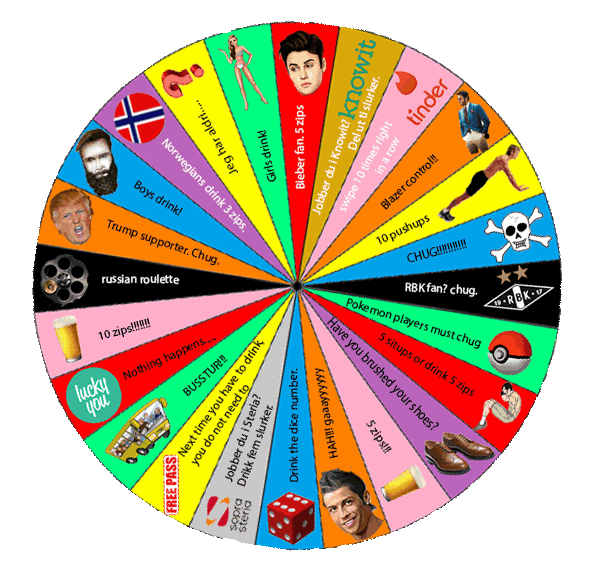 Bieber fan. 5 zips
Jobber du i Knowit?
Del ut ti slurker.
knowit
swipe 10 times right
in a row
tinder
Blazer control!!
10 pushups
CHUG!!!!!!!!!!!
RBK fan? chug.
19 RBK 17
Pokemon players must chug
5 situps or drink 5 zips
Have you brushed your shoes?
5 zips!!!
HAH!!! gaaayyyyyy
Drink the dice number.
Jobber du i Steria?
Drikk fem slurker.
sopra
steria
Next time you have to drink,
you do not need to
FREE PASS
BUSSTUR!!!
Nothing happens....
lucky
you
10 zips!!!!!!!
russian roulette
Trump supporter. Chug.
Boys drink!
Norwegians drink 3 zips.
Jeg har aldri....
Girls drink!